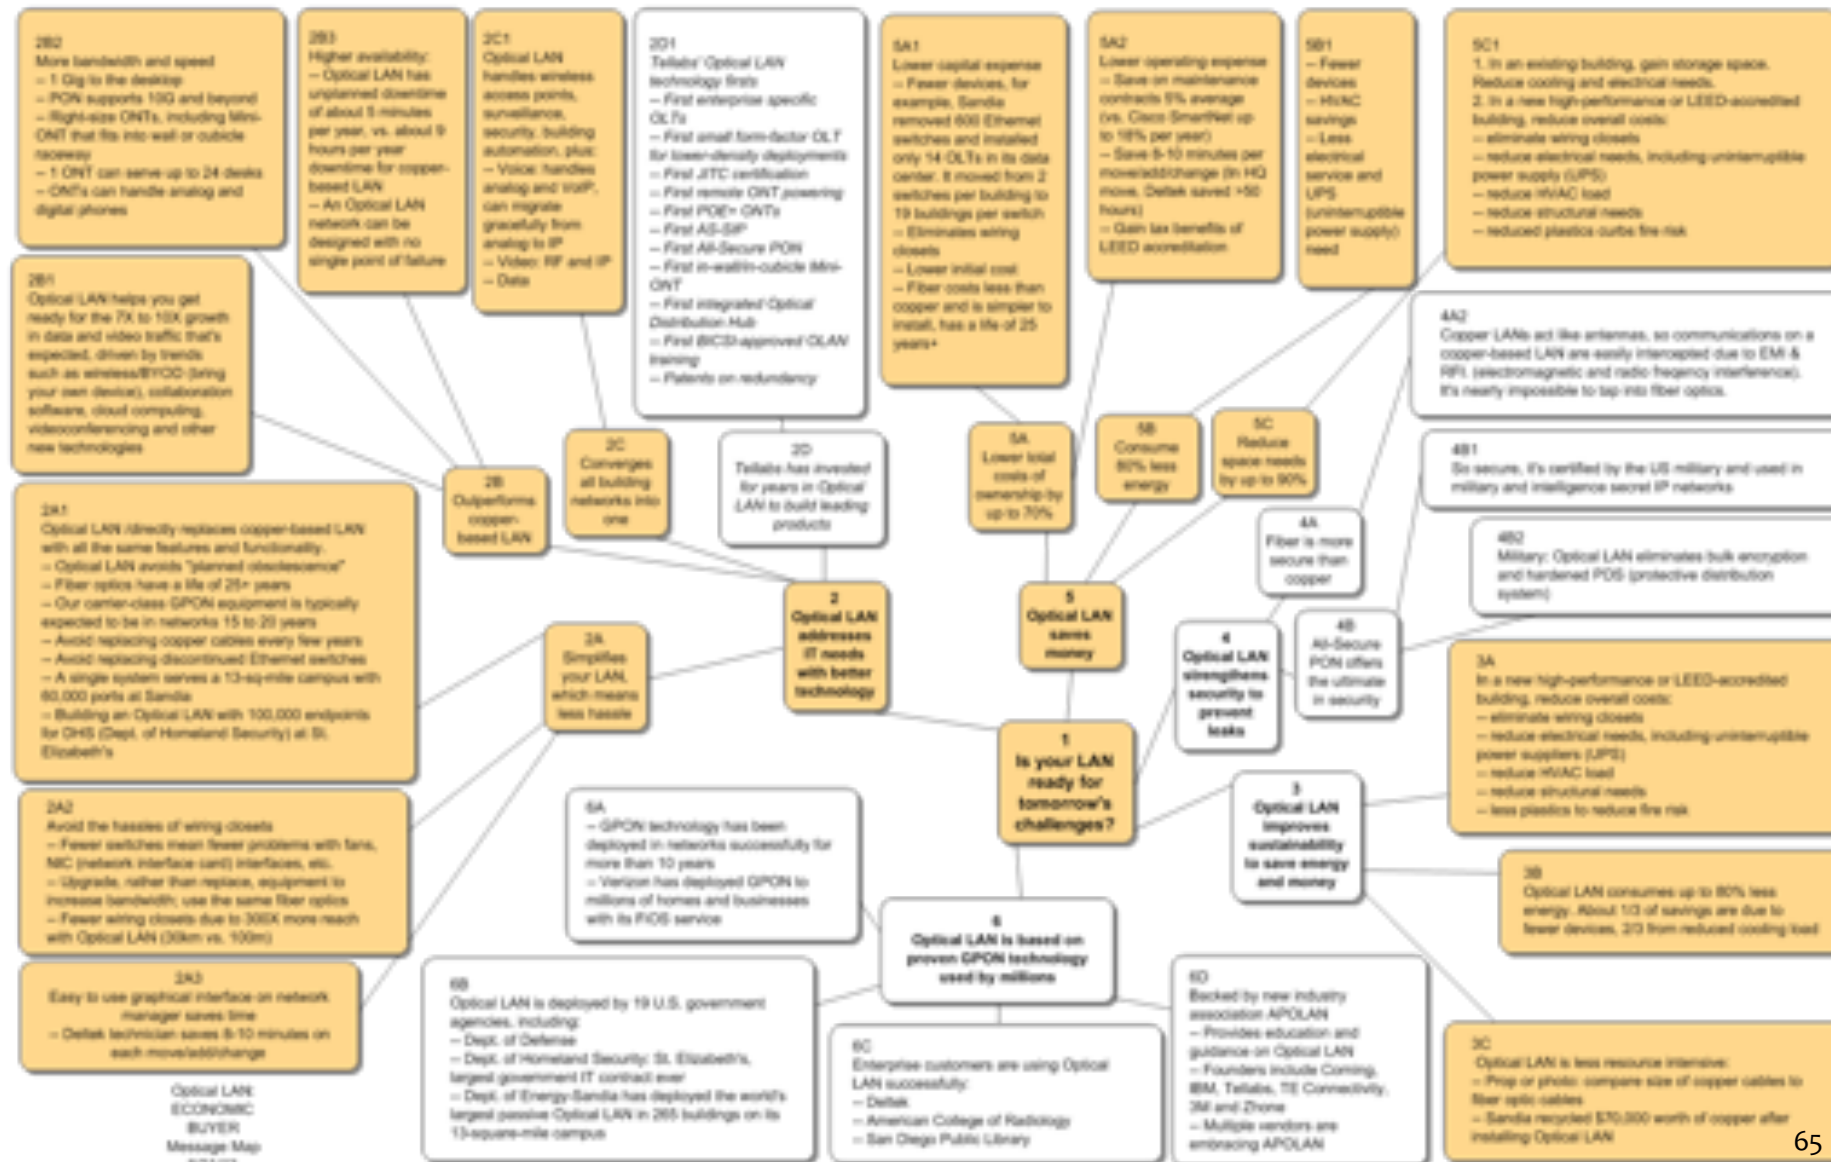 2B2
More bandwidth and speed
-- 1 Gig to the desktop
-- PON supports 10G and beyond
-- Right-size ONTs, including Mini-
ONT that fits into wall or cubicle
raceway
-- 1 ONT can serve up to 24 desks
-- ONTs can handle analog and
digital phones
2B3
Higher availability:
-- Optical LAN has
unplanned downtime
of about 5 minutes
per year, vs. about 9
hours per year
downtime for copper-
based LAN
-- An Optical LAN
network can be
designed with no
single point of failure
2C1
Optical LAN
handles wireless
access points,
surveillance,
security, building
automation, plus:
-- Voice: handles
analog and VoIP,
can migrate
gracefully from
analog to IP
-- Video: RF and IP
-- Data
2D1
Tellabs' Optical LAN
technology firsts
-- First enterprise specific
OLTs
-- First small form-factor OLT
for lower-density deployments
-- First JITC certification
-- First remote ONT powering
-- First POE+ ONTs
-- First AS-SIP
-- First All-Secure PON
-- First in-wall/in-cubicle Mini-
ONT
-- First integrated Optical
Distribution Hub
-- First BICSI-approved OLAN
training
-- Patents on redundancy
5A1
Lower capital expense
-- Fewer devices, for
example, Sandia
removed 600 Ethernet
switches and installed
only 14 OLTs in its data
center. It moved from 2
switches per building to
19 buildings per switch
-- Eliminates wiring
closets
-- Lower initial cost
-- Fiber costs less than
copper and is simpler to
install, has a life of 25
years+
5A2
Lower operating expense
-- Save on maintenance
contracts 5% average
(vs. Cisco SmartNet up
to 18% per year)
-- Save 8-10 minutes per
move/add/change (In HQ
move, Deltek saved >50
hours)
-- Gain tax benefits of
LEED accreditation
5B1
-- Fewer
devices
-- HVAC
savings
-- Less
electrical
service and
UPS
(uninterruptible
power supply)
need
5C1
1. In an existing building, gain storage space.
Reduce cooling and electrical needs.
2. In a new high-performance or LEED-accredited
building, reduce overall costs:
-- eliminate wiring closets
-- reduce electrical needs, including uninterruptible
power supply (UPS)
-- reduce HVAC load
-- reduce structural needs
-- reduced plastics curbs fire risk
2B1
Optical LAN helps you get
ready for the 7X to 10X growth
in data and video traffic that's
expected, driven by trends
such as wireless/BYOD (bring
your own device), collaboration
software, cloud computing,
videoconferencing and other
new technologies
4A2
Copper LANs act like antennas, so communications on a
copper-based LAN are easily intercepted due to EMI &
RFI. (electromagnetic and radio freqency interference).
It's nearly impossible to tap into fiber optics.
2B
Outperforms
copper-
based LAN
2C
Converges
all building
networks into
one
2D
Tellabs has invested
for years in Optical
LAN to build leading
products
5A
Lower total
costs of
ownership by
up to 70%
5B
Consume
80% less
energy
5C
Reduce
space needs
by up to 90%
4B1
So secure, it's certified by the US military and used in
military and intelligence secret IP networks
4A
Fiber is more
secure than
copper
4B2
Military: Optical LAN eliminates bulk encryption
and hardened PDS (protective distribution
system)
2A1
Optical LAN /directly replaces copper-based LAN
with all the same features and functionality.
-- Optical LAN avoids "planned obsolescence"
-- Fiber optics have a life of 25+ years
-- Our carrier-class GPON equipment is typically
expected to be in networks 15 to 20 years
-- Avoid replacing copper cables every few years
-- Avoid replacing discontinued Ethernet switches
-- A single system serves a 13-sq-mile campus with
60,000 ports at Sandia
-- Building an Optical LAN with 100,000 endpoints
for DHS (Dept. of Homeland Security) at St.
Elizabeth's
2A
Simplifies
your LAN,
which means
less hassle
2
Optical LAN
addresses
IT needs
with better
technology
5
Optical LAN
saves
money
4
Optical LAN
strengthens
security to
prevent
leaks
4B
All-Secure
PON offers
the ultimate
in security
3A
In a new high-performance or LEED-accredited
building, reduce overall costs:
-- eliminate wiring closets
-- reduce electrical needs, including uninterruptible
power suppliers (UPS)
-- reduce HVAC load
-- reduce structural needs
-- less plastics to reduce fire risk
1
Is your LAN
ready for
tomorrow's
challenges?
3
Optical LAN
improves
sustainability
to save energy
and money
2A2
Avoid the hassles of wiring closets
-- Fewer switches mean fewer problems with fans,
NIC (network interface card) interfaces, etc.
-- Upgrade, rather than replace, equipment to
increase bandwidth; use the same fiber optics
-- Fewer wiring closets due to 300X more reach
with Optical LAN (30km vs. 100m)
6A
-- GPON technology has been
deployed in networks successfully for
more than 10 years
-- Verizon has deployed GPON to
millions of homes and businesses
with its FiOS service
3B
Optical LAN consumes up to 80% less
energy. About 1/3 of savings are due to
fewer devices, 2/3 from reduced cooling load
6
Optical LAN is based on
proven GPON technology
used by millions
2A3
Easy to use graphical interface on network
manager saves time
-- Deltek technician saves 8-10 minutes on
each move/add/change
6B
Optical LAN is deployed by 19 U.S. government
agencies, including:
-- Dept. of Defense
-- Dept. of Homeland Security: St. Elizabeth's,
largest government IT contract ever
-- Dept. of Energy-Sandia has deployed the world's
largest passive Optical LAN in 265 buildings on its
13-square-mile campus
6C
Enterprise customers are using Optical
LAN successfully:
-- Deltek
-- American College of Radiology
-- San Diego Public Library
6D
Backed by new industry
association APOLAN
-- Provides education and
guidance on Optical LAN
-- Founders include Corning,
IBM, Tellabs, TE Connectivity,
3M and Zhone
-- Multiple vendors are
embracing APOLAN
3C
Optical LAN is less resource intensive:
-- Prop or photo: compare size of copper cables to
fiber optic cables
-- Sandia recycled $70,000 worth of copper after
installing Optical LAN
Optical LAN:
ECONOMIC
BUYER
Message Map
65